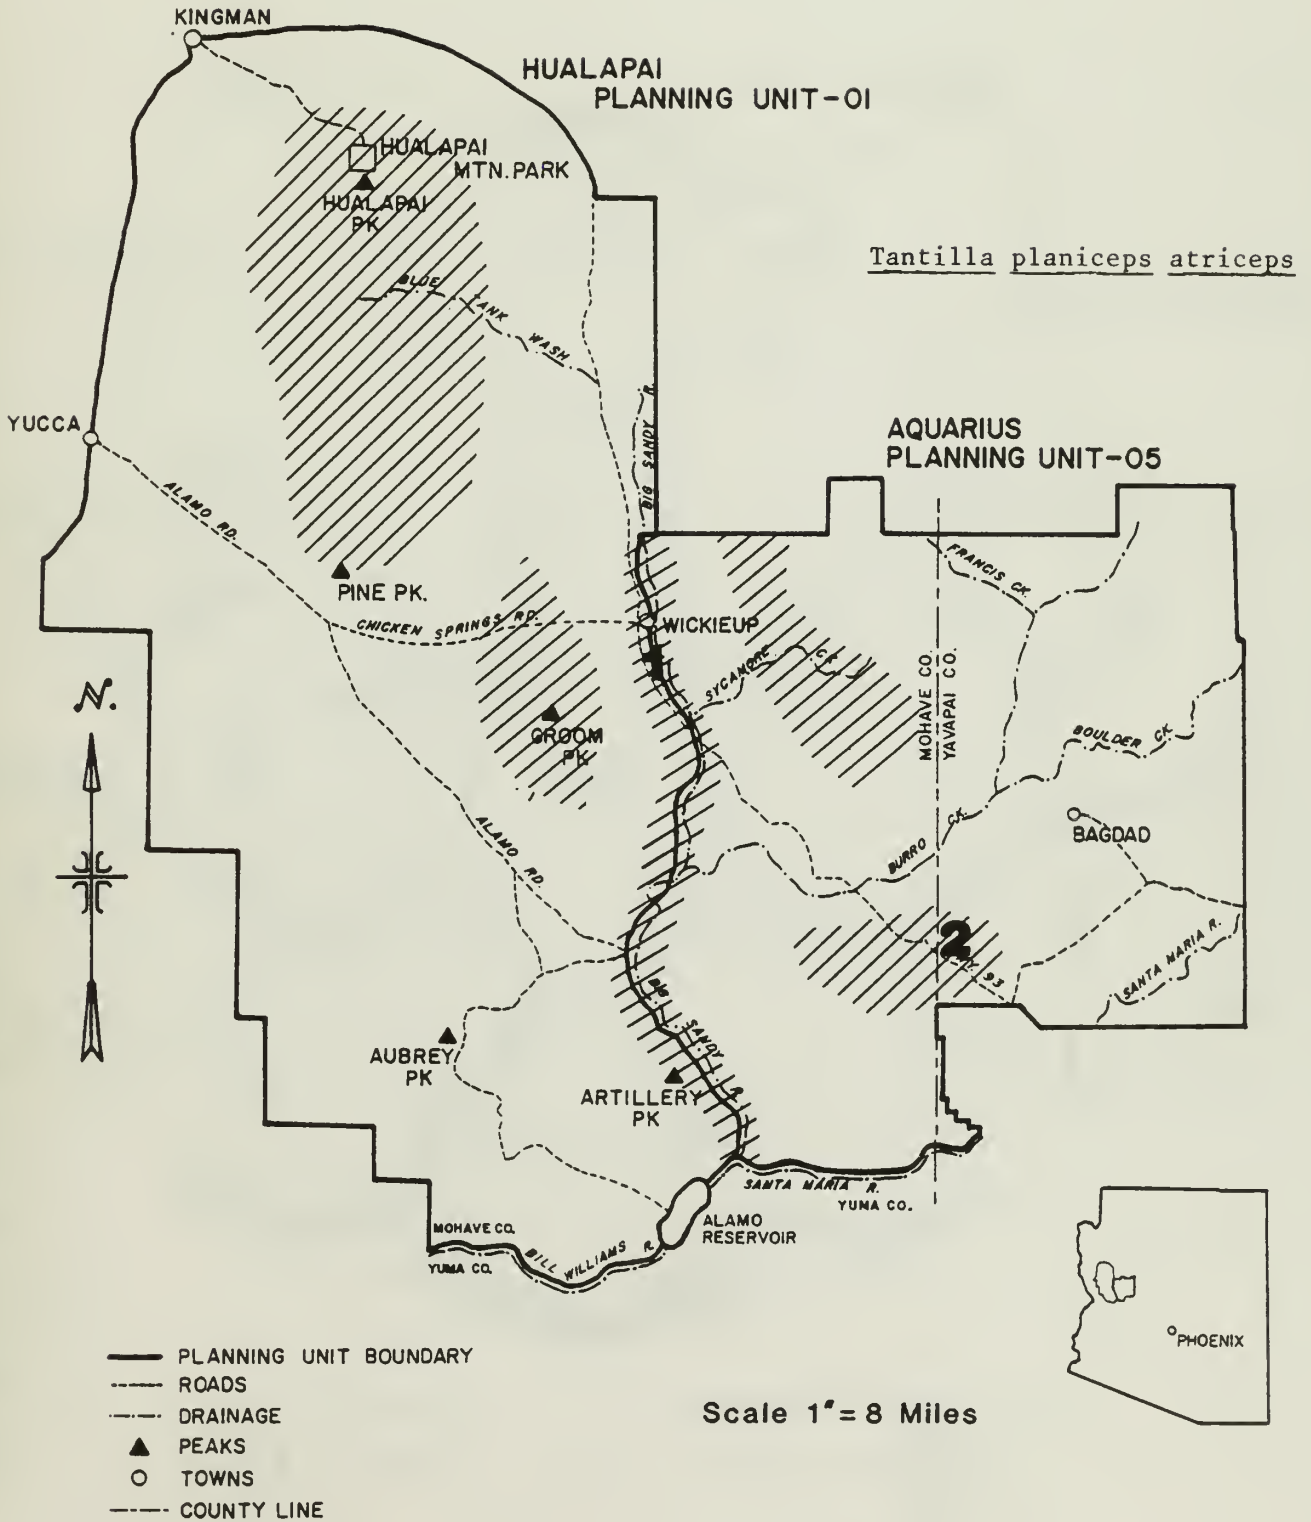 KINGMAN
HUALAPAI
PLANNING UNIT-01
HUALAPAI
MTN. PARK
HUALAPAI
PK
Tantilla planiceps atriceps
BLUE TANK WASH
BIG SANDY R.
YUCCA
AQUARIUS
PLANNING UNIT-05
ALAMO RD.
FRANCIS CK.
PINE PK.
CHICKEN SPRINGS RD.
WICKIEUP
SYCAMORE CK
MOHAVE CO.
YAVAPAI CO.
N.
GROOM
PK
BOULDER CK.
BAGDAD
ALAMO RD.
BURRO CK.
2
93
SANTA MARIA R.
BIG SANDY R.
AUBREY
PK
ARTILLERY
PK
SANTA MARIA R.
YUMA CO.
ALAMO
RESERVOIR
MOHAVE CO.
YUMA CO.
BILL WILLIAMS R.
PHOENIX
PLANNING UNIT BOUNDARY
ROADS
DRAINAGE
PEAKS
TOWNS
COUNTY LINE
Scale 1"= 8 Miles